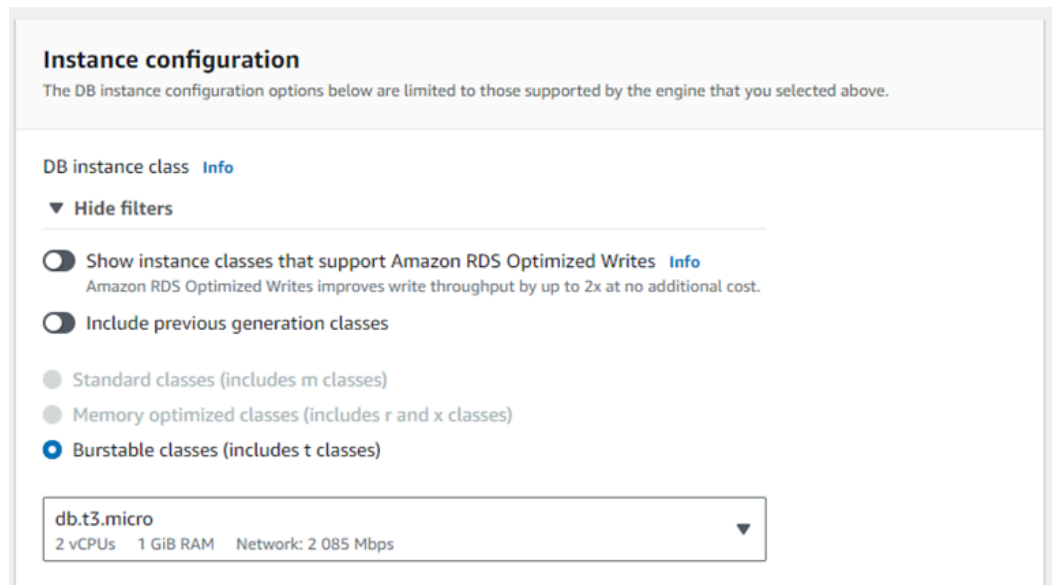 Instance configuration
The DB instance configuration options below are limited to those supported by the engine that you selected above.
DB instance class Info
Hide filters
Show instance classes that support Amazon RDS Optimized Writes Info
Amazon RDS Optimized Writes improves write throughput by up to 2x at no additional cost.
Include previous generation classes
Standard classes (includes m classes)
Memory optimized classes (includes r and x classes)
Burstable classes (includes t classes)
db.t3.micro
2 vCPUs 1 GiB RAM Network: 2 085 Mbps